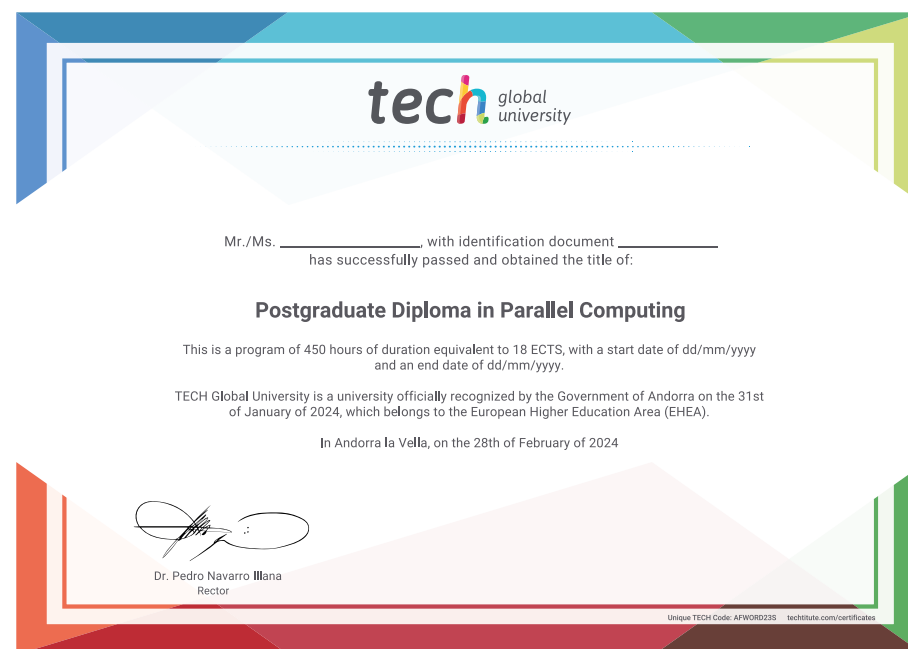 tech global university
Mr./Ms. ____________________, with identification document ______________
has successfully passed and obtained the title of:
Postgraduate Diploma in Parallel Computing
This is a program of 450 hours of duration equivalent to 18 ECTS, with a start date of dd/mm/yyyy
and an end date of dd/mm/yyyy.
TECH Global University is a university officially recognized by the Government of Andorra on the 31st
of January of 2024, which belongs to the European Higher Education Area (EHEA).
In Andorra la Vella, on the 28th of February of 2024
Dr. Pedro Navarro Illana
Rector
Unique TECH Code: AFWORD23S techtitute.com/certificates